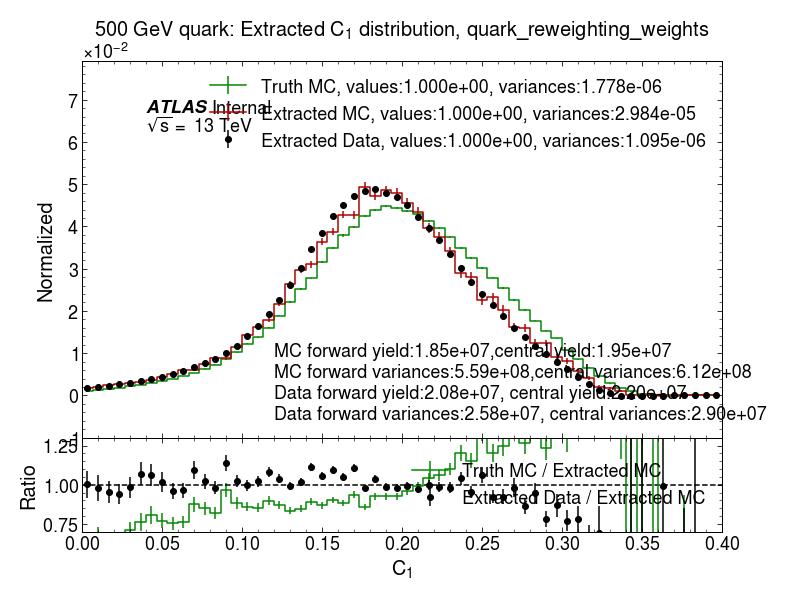 500 GeV quark: Extracted C₁ distribution, quark_reweighting_weights
×10⁻²
Truth MC, values:1.000e+00, variances:1.778e-06
ATLAS Internal
Extracted MC, values:1.000e+00, variances:2.984e-05
√s = 13 TeV
Extracted Data, values:1.000e+00, variances:1.095e-06
7
6
5
4
3
2
1
0
Normalized
MC forward yield:1.85e+07,central yield:1.95e+07
MC forward variances:5.59e+08,central variances:6.12e+08
Data forward yield:2.08e+07, central yield:2.20e+07
Data forward variances:2.58e+07, central variances:2.90e+07
1.25
1.00
0.75
Ratio
Truth MC / Extracted MC
Extracted Data / Extracted MC
0.00 0.05 0.10 0.15 0.20 0.25 0.30 0.35 0.40
C₁